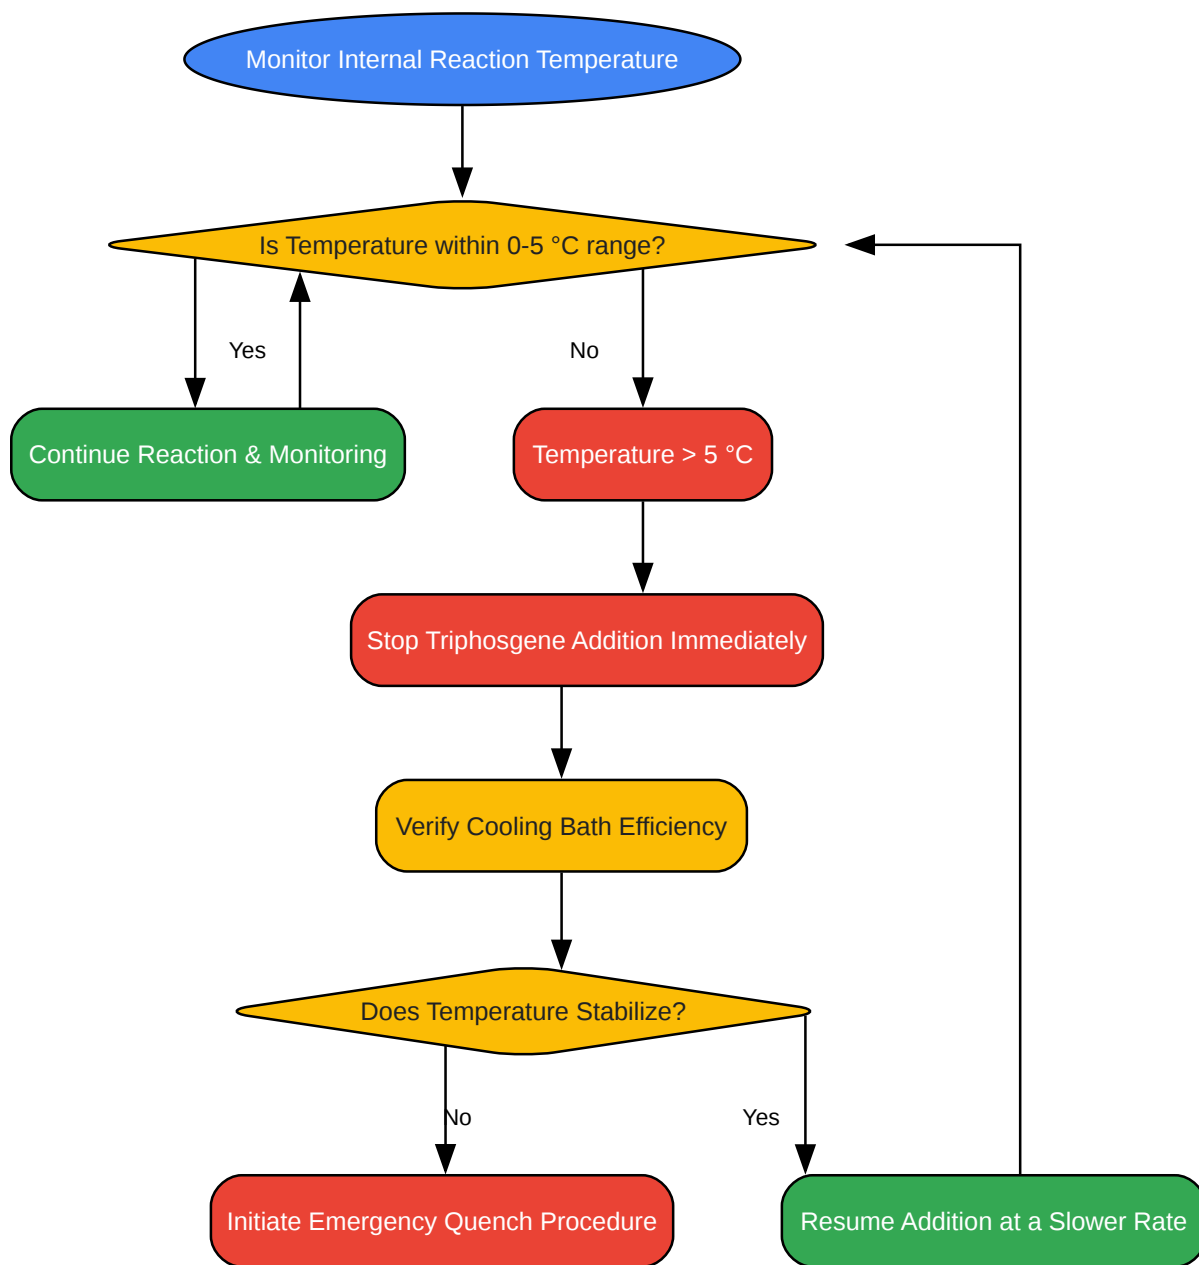 Monitor Internal Reaction Temperature
Is Temperature within 0-5 °C range?
Yes
No
Continue Reaction & Monitoring
Temperature > 5 °C
Stop Triphosgene Addition Immediately
Verify Cooling Bath Efficiency
Does Temperature Stabilize?
No
Yes
Initiate Emergency Quench Procedure
Resume Addition at a Slower Rate